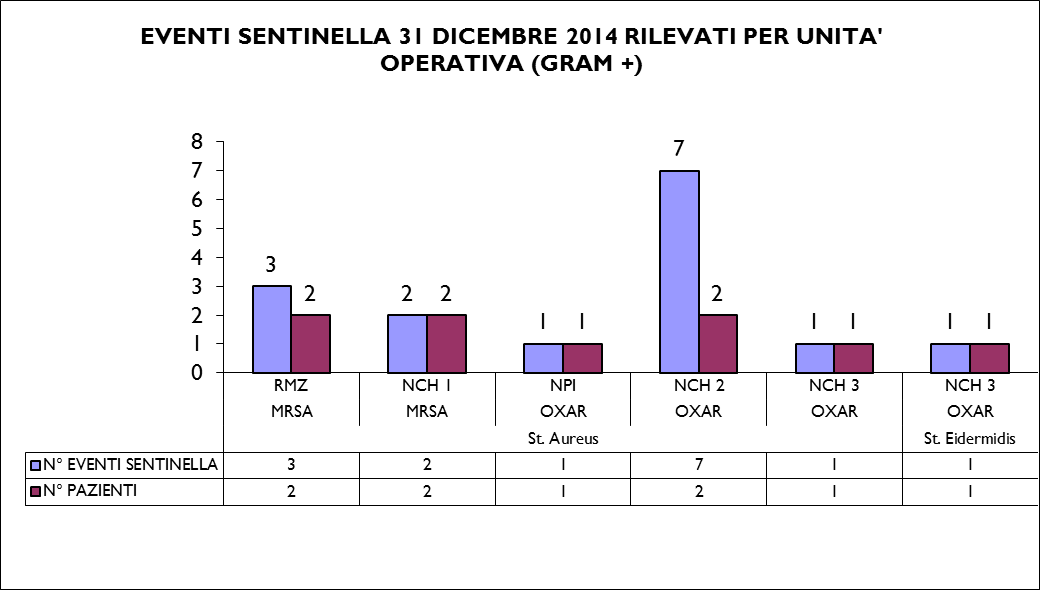 EVENTI SENTINELLA 31 DICEMBRE 2014 RILEVATI PER UNITA'
OPERATIVA (GRAM +)
8
7
6
5
4
3
2
1
0
3 2 2 2 1 1 7 2 1 1 1 1
RMZ NCH 1 NPI NCH 2 NCH 3 NCH 3
MRSA MRSA OXAR OXAR OXAR OXAR
St. Aureus St. Eidermidis
N° EVENTI SENTINELLA 3 2 1 7 1 1
N° PAZIENTI 2 2 1 2 1 1